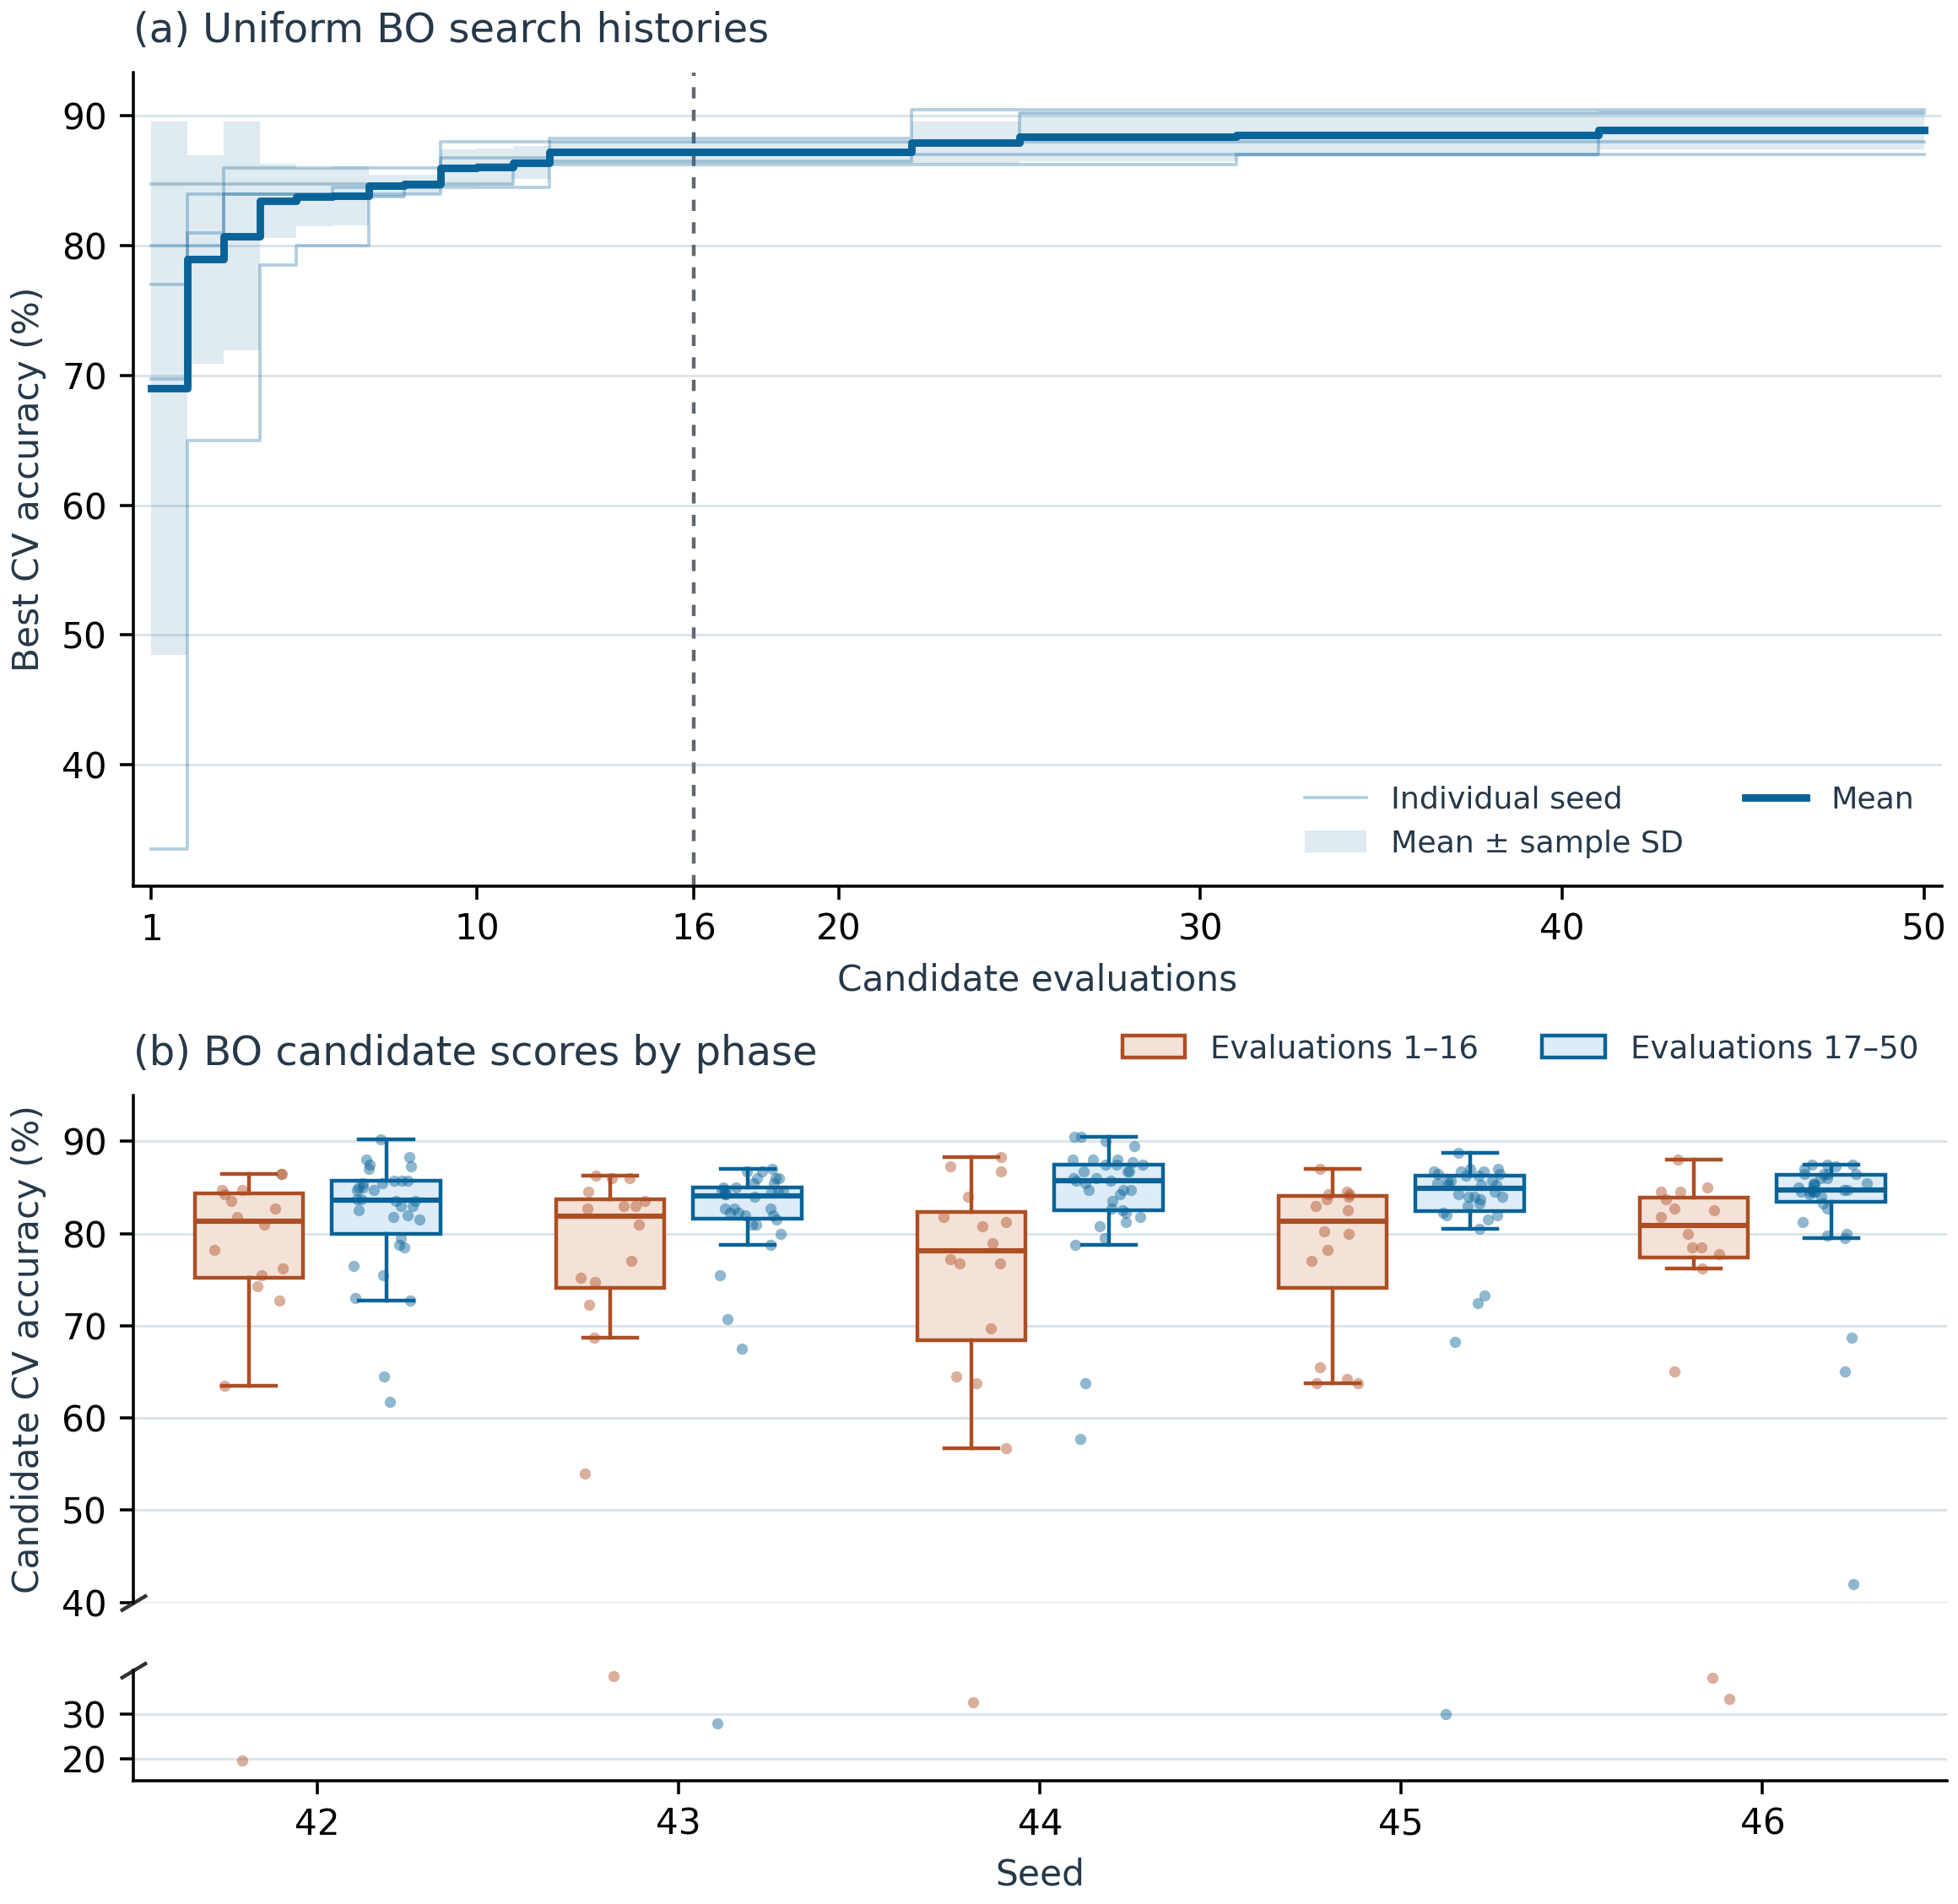 (a) Uniform BO search histories
Best CV accuracy (%)
90
80
70
60
50
40
Individual seed
Mean
Mean ± sample SD
1
10
16
20
30
40
50
Candidate evaluations
(b) BO candidate scores by phase
Evaluations 1–16
Evaluations 17–50
Candidate CV accuracy (%)
90
80
70
60
50
40
30
20
42
43
44
45
46
Seed